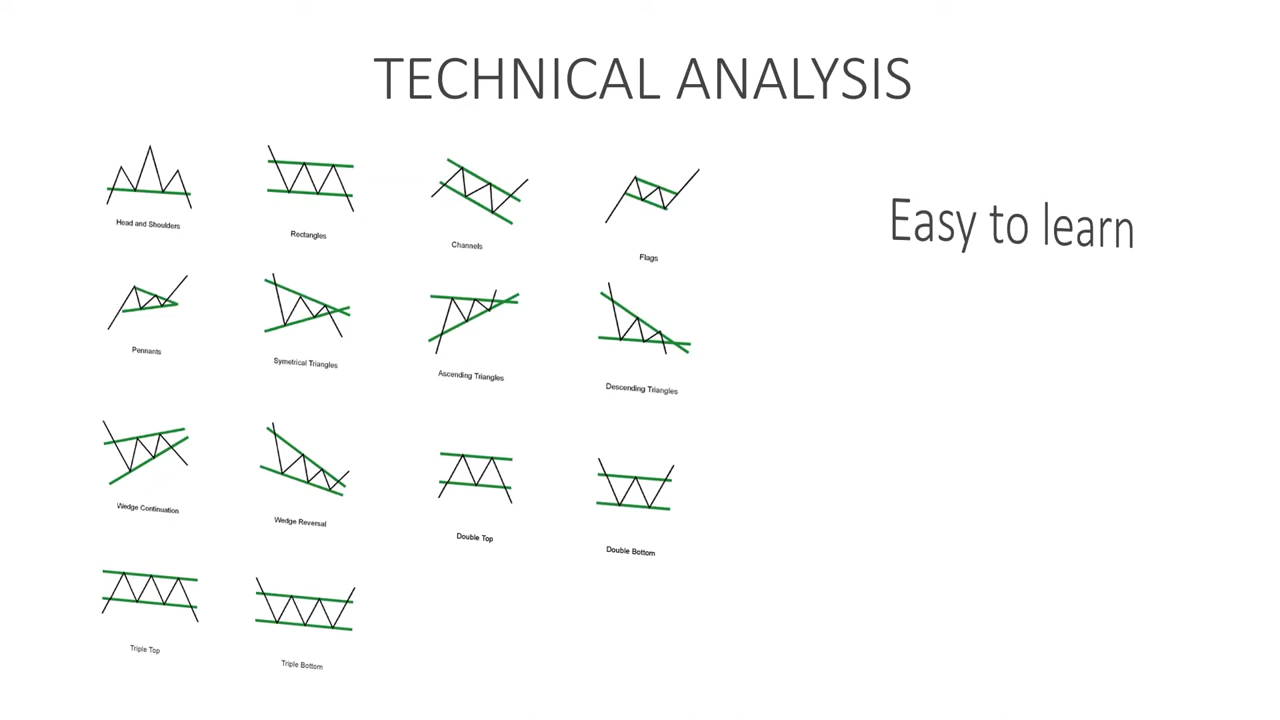 TECHNICAL ANALYSIS
Easy to learn
Head and Shoulders
Rectangles
Channels
Flags
Pennants
Symetrical Triangles
Ascending Triangles
Descending Triangles
Wedge Continuation
Wedge Reversal
Double Top
Double Bottom
Triple Top
Triple Bottom